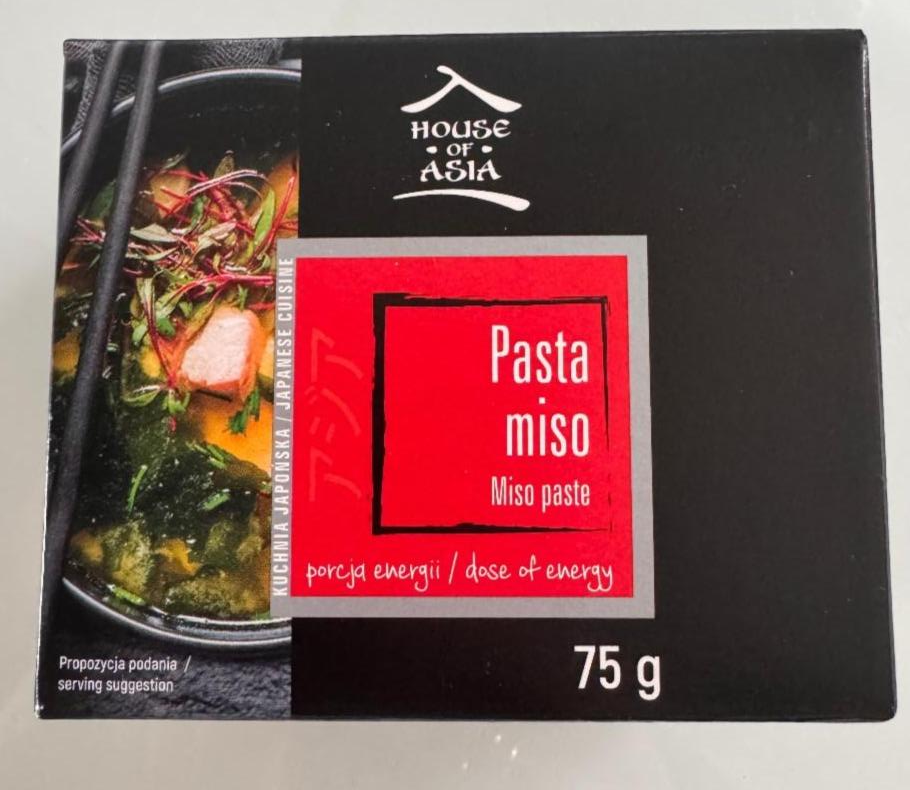 HOUSE
• OF •
ASIA
KUCHNIA JAPOŃSKA / JAPANESE CUISINE
アジア
Pasta
miso
Miso paste
porcja energii / dose of energy
75 g
Propozycja podania /
serving suggestion